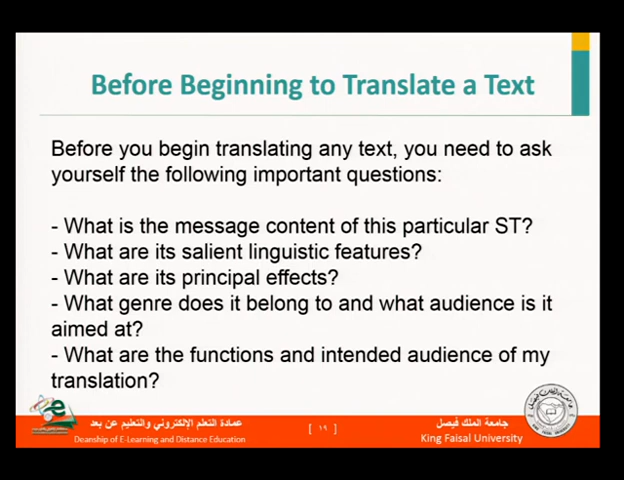 Before Beginning to Translate a Text
Before you begin translating any text, you need to ask
yourself the following important questions:
- What is the message content of this particular ST?
- What are its salient linguistic features?
- What are its principal effects?
- What genre does it belong to and what audience is it
aimed at?
- What are the functions and intended audience of my
translation?
عمادة التعلم الإلكتروني والتعليم عن بعد
Deanship of E-Learning and Distance Education
[ ١٩ ]
جامعة الملك فيصل
King Faisal University